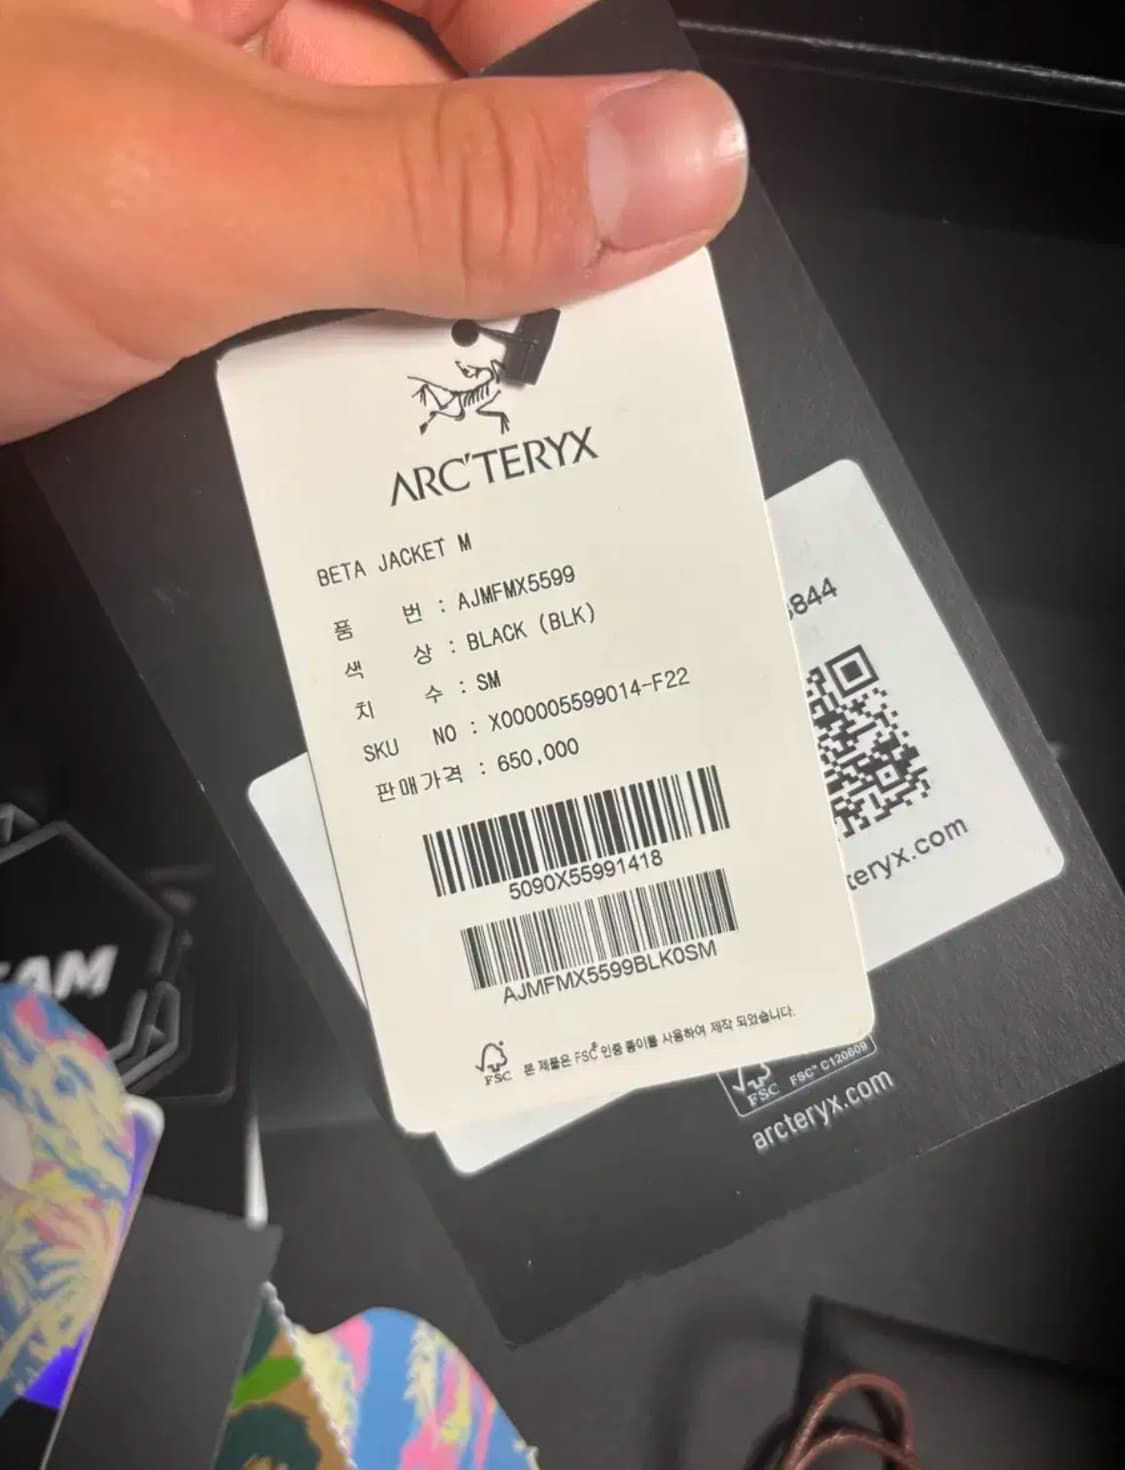 ARC'TERYX
BETA JACKET M
품 번 : AJMFMX5599
색 상 : BLACK (BLK)
치 수 : SM
SKU NO : X000005599014-F22
판매가격 : 650,000
5090X55991418
AJMFMX5599BLK0SM
FSC 본 제품은 FSC® 인증 종이를 사용하여 제작 되었습니다.
844
teryx.com
FSC FSC™ C120609
arcteryx.com
AM